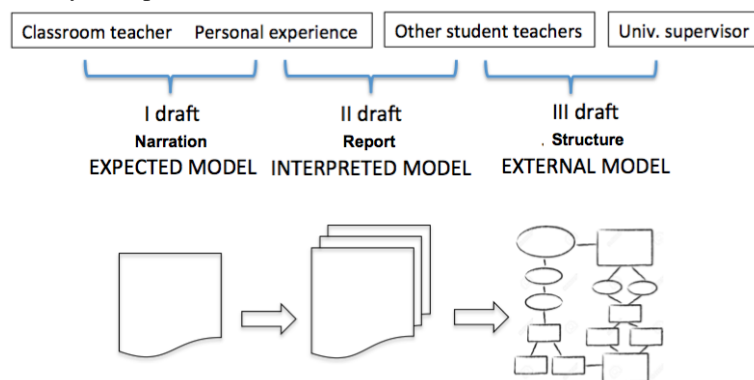 Classroom teacher Personal experience Other student teachers Univ. supervisor
I draft II draft III draft
Narration Report . Structure
EXPECTED MODEL INTERPRETED MODEL EXTERNAL MODEL